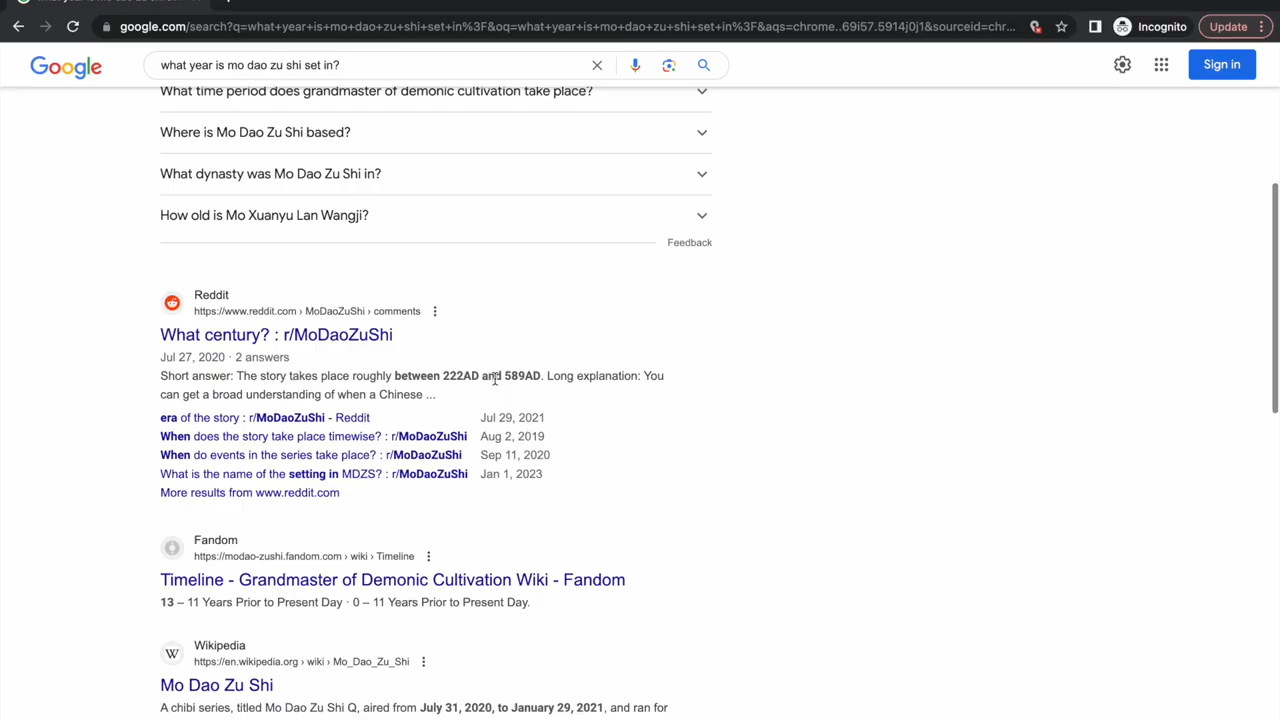 google.com/search?q=what+year+is+mo+dao+zu+shi+set+in%3F&oq=what+year+is+mo+dao+zu+shi+set+in%3F&aqs=chrome..69i57.5914j0j1&sourceid=chr...
Incognito
Update
Google
what year is mo dao zu shi set in?
Sign in
What time period does grandmaster of demonic cultivation take place?
Where is Mo Dao Zu Shi based?
What dynasty was Mo Dao Zu Shi in?
How old is Mo Xuanyu Lan Wangji?
Feedback
Reddit
https://www.reddit.com › MoDaoZuShi › comments
What century? : r/MoDaoZuShi
Jul 27, 2020 · 2 answers
Short answer: The story takes place roughly between 222AD and 589AD. Long explanation: You
can get a broad understanding of when a Chinese ...
era of the story : r/MoDaoZuShi - Reddit Jul 29, 2021
When does the story take place timewise? : r/MoDaoZuShi Aug 2, 2019
When do events in the series take place? : r/MoDaoZuShi Sep 11, 2020
What is the name of the setting in MDZS? : r/MoDaoZuShi Jan 1, 2023
More results from www.reddit.com
Fandom
https://modao-zushi.fandom.com › wiki › Timeline
Timeline - Grandmaster of Demonic Cultivation Wiki - Fandom
13 – 11 Years Prior to Present Day · 0 – 11 Years Prior to Present Day.
W
Wikipedia
https://en.wikipedia.org › wiki › Mo_Dao_Zu_Shi
Mo Dao Zu Shi
A chibi series, titled Mo Dao Zu Shi Q, aired from July 31, 2020, to January 29, 2021, and ran for